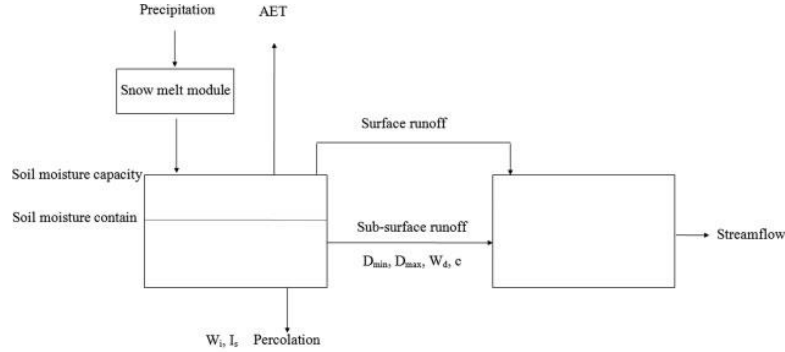 Precipitation
AET
Snow melt module
Surface runoff
Soil moisture capacity
Soil moisture contain
Sub-surface runoff
Streamflow
Dmin, Dmax, Wd, c
Wi, Is Percolation